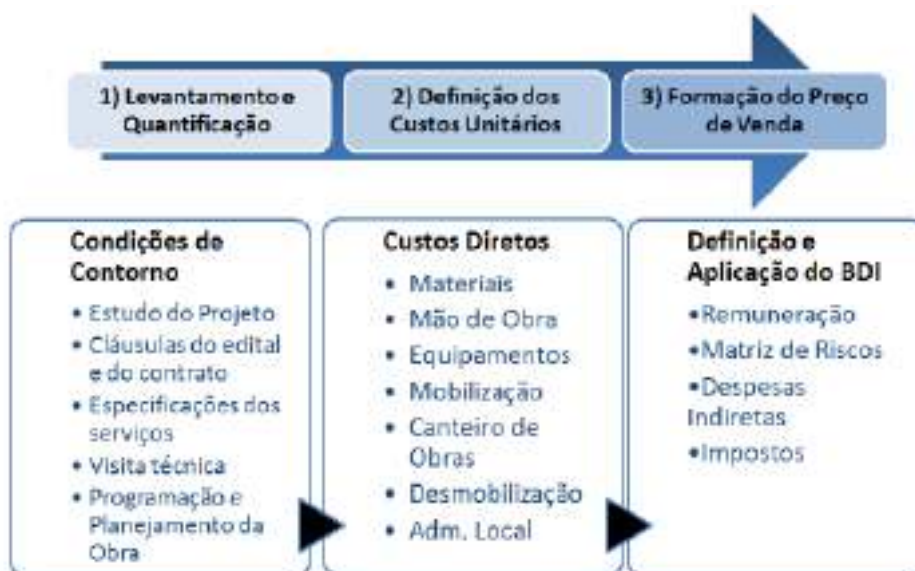 1) Levantamento e
Quantificação
2) Definição dos
Custos Unitários
3) Formação do Preço
de Venda
Condições de
Contorno
• Estudo do Projeto
• Cláusulas do edital
e do contrato
• Especificações dos
serviços
• Visita técnica
• Programação e
Planejamento da
Obra
Custos Diretos
• Materiais
• Mão de Obra
• Equipamentos
• Mobilização
• Canteiro de
Obras
• Desmobilização
• Adm. Local
Definição e
Aplicação do BDI
•Remuneração
•Matriz de Riscos
•Despesas
Indiretas
•Impostos